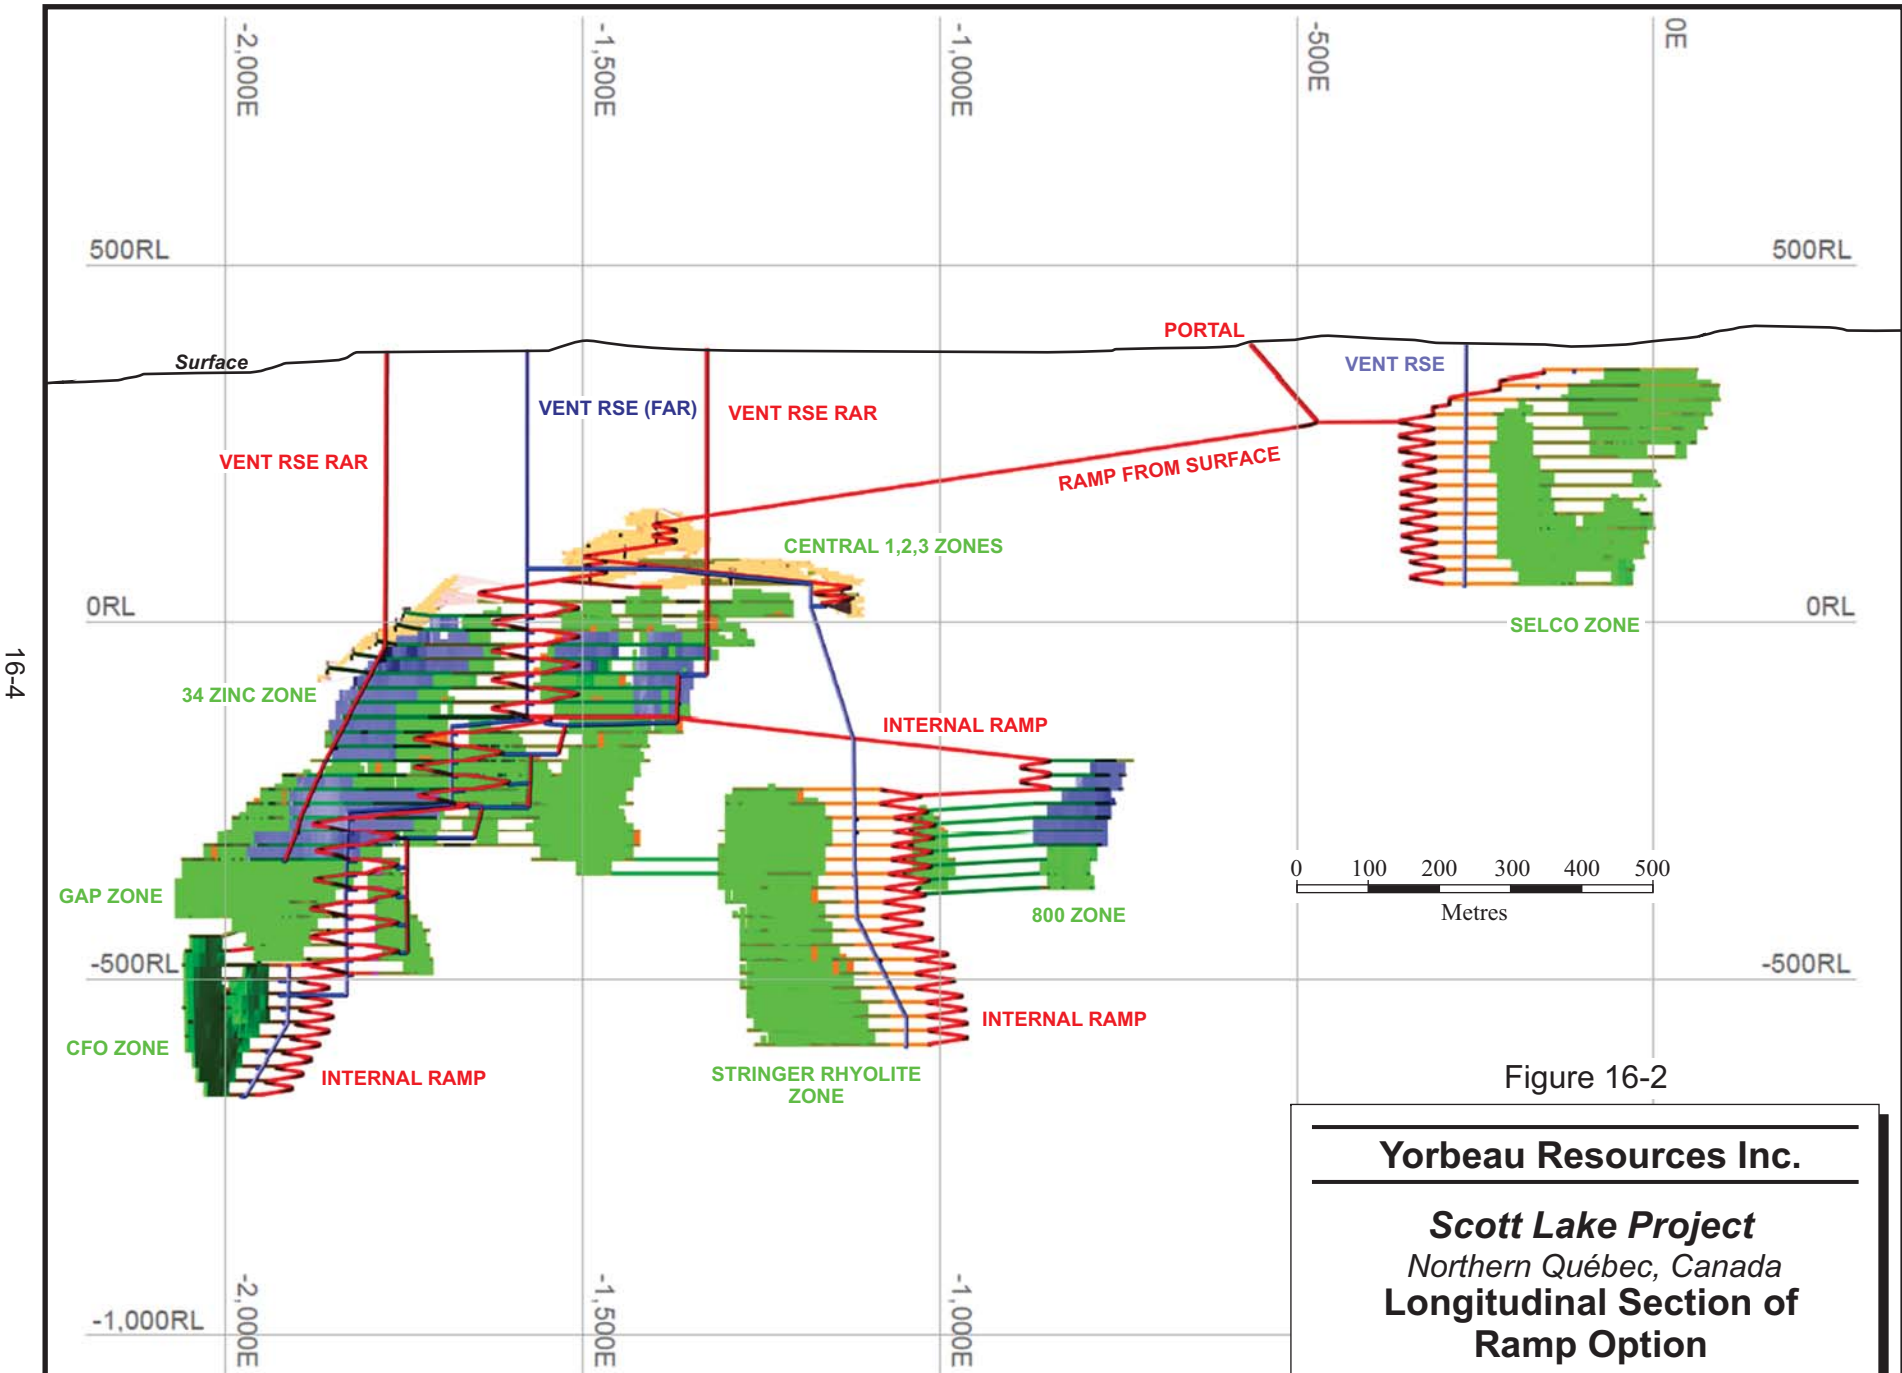 -2,000E
-1,500E
-1,000E
-500E
0E
500RL
500RL
PORTAL
Surface
VENT RSE
VENT RSE (FAR)
VENT RSE RAR
VENT RSE RAR
RAMP FROM SURFACE
CENTRAL 1,2,3 ZONES
0RL
0RL
SELCO ZONE
16-4
34 ZINC ZONE
INTERNAL RAMP
0 100 200 300 400 500
Metres
GAP ZONE
800 ZONE
-500RL
-500RL
INTERNAL RAMP
CFO ZONE
INTERNAL RAMP
STRINGER RHYOLITE
ZONE
Figure 16-2
Yorbeau Resources Inc.
Scott Lake Project
Northern Québec, Canada
Longitudinal Section of
Ramp Option
-1,000RL
-2,000E
-1,500E
-1,000E